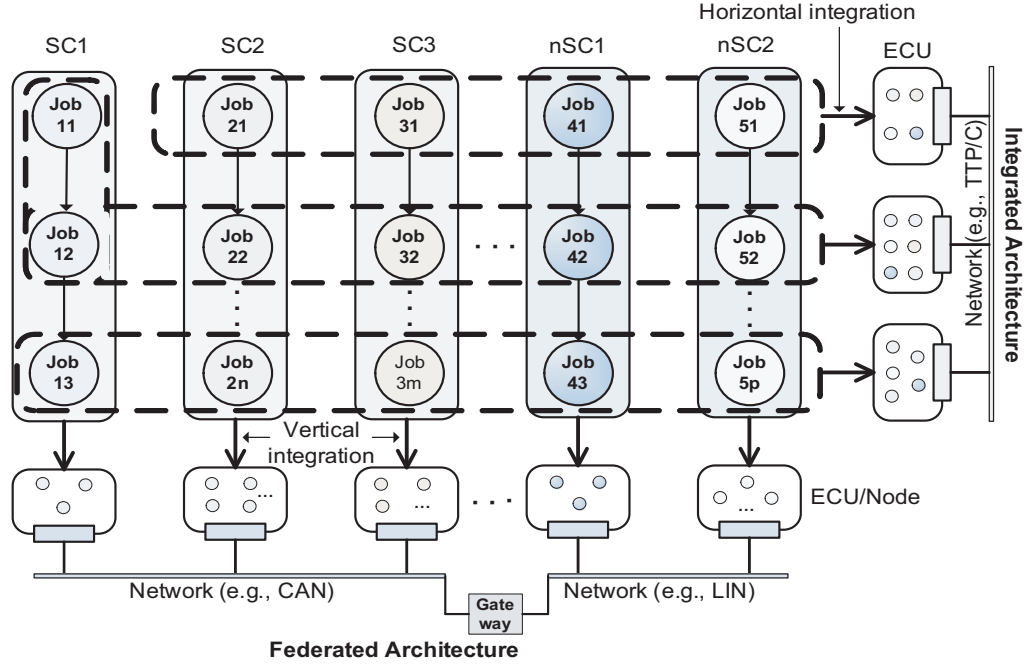 Horizontal integration
SC1
SC2
SC3
nSC1
nSC2
ECU
Job
11
Job
21
Job
31
Job
41
Job
51
Job
12
Job
22
Job
32
. . .
Job
42
Job
52
Job
13
Job
2n
Job
3m
Job
43
Job
5p
Network (e.g., TTP/C)
Integrated Architecture
Vertical
integration
...
...
. . .
...
ECU/Node
Network (e.g., CAN)
Network (e.g., LIN)
Gate
way
Federated Architecture